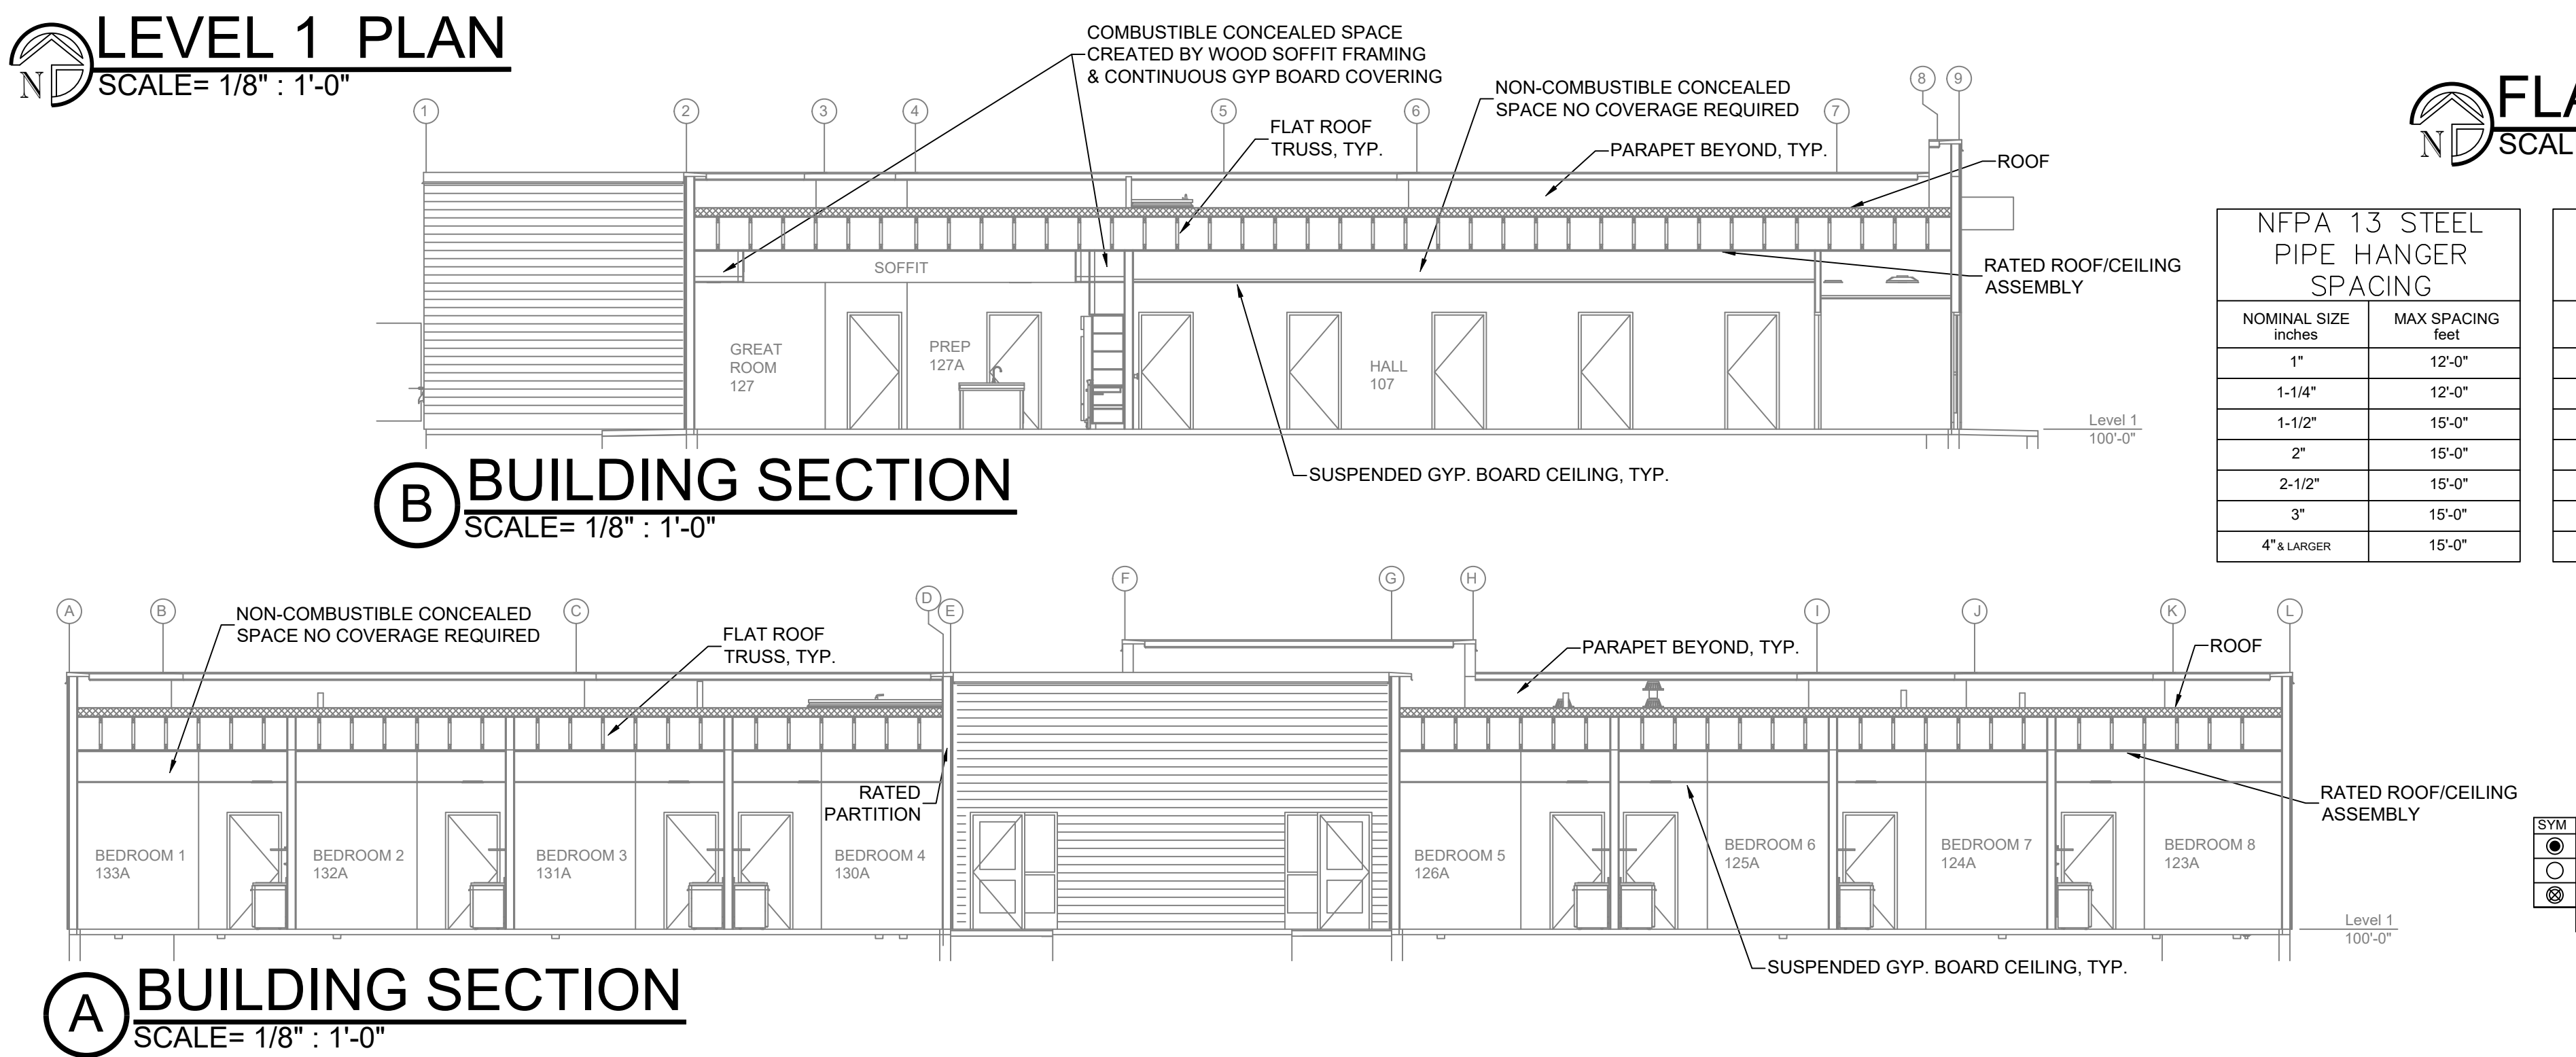 LEVEL 1 PLAN
SCALE= 1/8" : 1'-0"
N
COMBUSTIBLE CONCEALED SPACE
CREATED BY WOOD SOFFIT FRAMING
& CONTINUOUS GYP BOARD COVERING
NON-COMBUSTIBLE CONCEALED
SPACE NO COVERAGE REQUIRED
FLAT ROOF
TRUSS, TYP.
PARAPET BEYOND, TYP.
ROOF
1
2
3
4
5
6
7
8
9
SOFFIT
RATED ROOF/CEILING
ASSEMBLY
GREAT
ROOM
127
PREP
127A
HALL
107
Level 1
100'-0"
SUSPENDED GYP. BOARD CEILING, TYP.
B
BUILDING SECTION
SCALE= 1/8" : 1'-0"
N
FLA
SCAL
NFPA 13 STEEL
PIPE HANGER
SPACING
NOMINAL SIZE
inches
MAX SPACING
feet
1" 12'-0"
1-1/4" 12'-0"
1-1/2" 15'-0"
2" 15'-0"
2-1/2" 15'-0"
3" 15'-0"
4" & LARGER 15'-0"
A
B
C
D
E
F
G
H
I
J
K
L
NON-COMBUSTIBLE CONCEALED
SPACE NO COVERAGE REQUIRED
FLAT ROOF
TRUSS, TYP.
PARAPET BEYOND, TYP.
ROOF
RATED
PARTITION
RATED ROOF/CEILING
ASSEMBLY
BEDROOM 1
133A
BEDROOM 2
132A
BEDROOM 3
131A
BEDROOM 4
130A
BEDROOM 5
126A
BEDROOM 6
125A
BEDROOM 7
124A
BEDROOM 8
123A
Level 1
100'-0"
SUSPENDED GYP. BOARD CEILING, TYP.
SYM
A
BUILDING SECTION
SCALE= 1/8" : 1'-0"